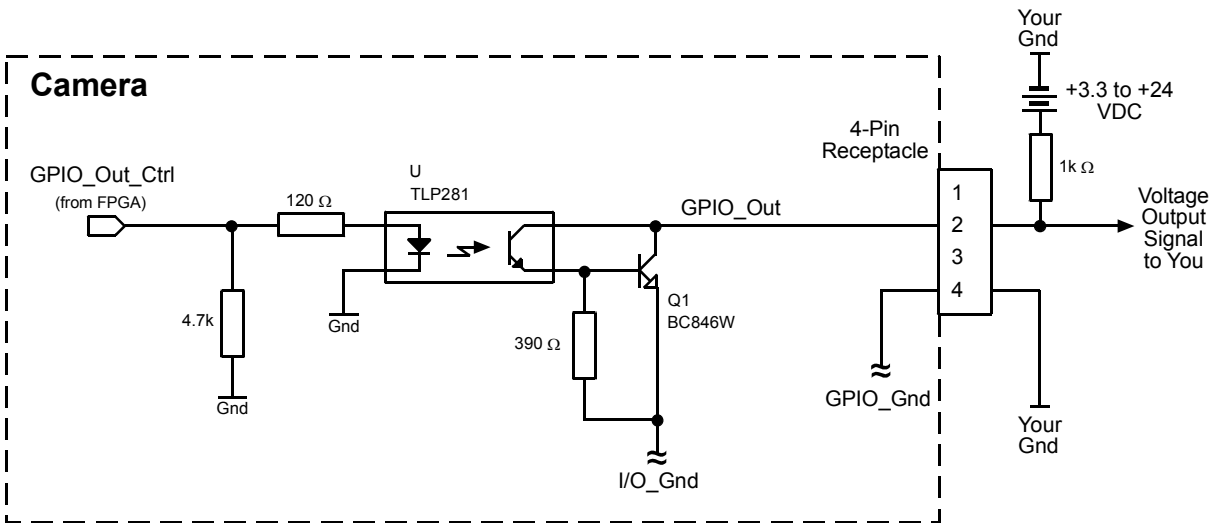 Your
Gnd
Camera
+3.3 to +24
VDC
4-Pin
Receptacle
U
TLP281
GPIO_Out_Ctrl
(from FPGA)
120 Ω
GPIO_Out
1
2
3
4
1k Ω
Voltage
Output
Signal
to You
4.7k
Gnd
Q1
BC846W
390 Ω
Gnd
GPIO_Gnd
Your
Gnd
I/O_Gnd